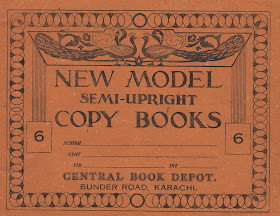 NEW MODEL
SEMI-UPRIGHT
COPY BOOKS
6
6
SCHOOL
NAME
STD DIV
CENTRAL BOOK DEPOT.
BUNDER ROAD, KARACHI.